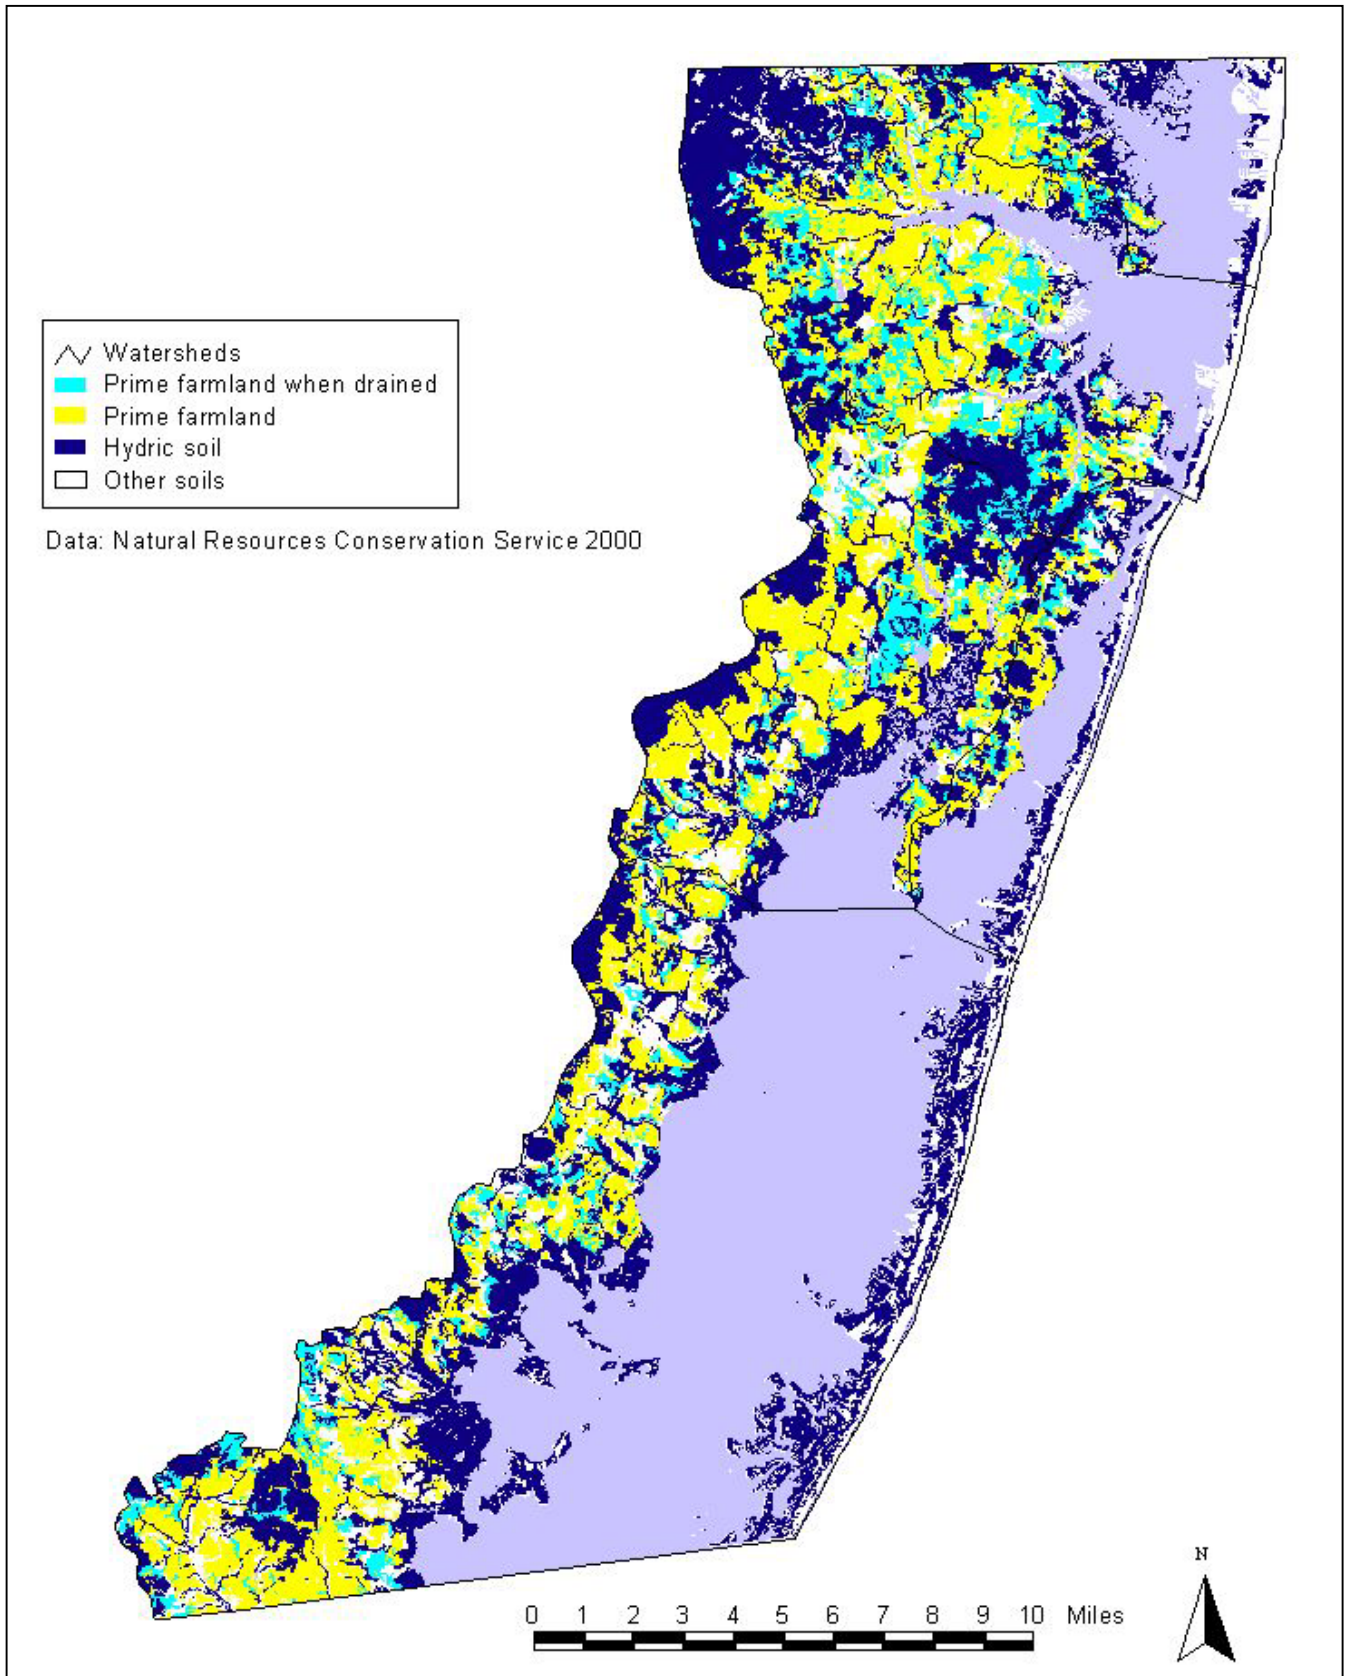 Watersheds
Prime farmland when drained
Prime farmland
Hydric soil
Other soils
Data: Natural Resources Conservation Service 2000
N
0 1 2 3 4 5 6 7 8 9 10 Miles